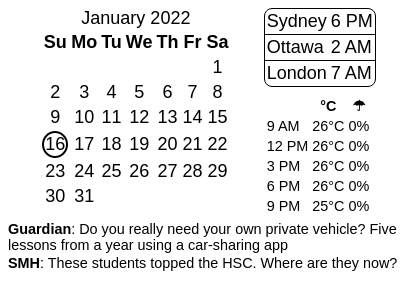 January 2022
Su Mo Tu We Th Fr Sa
1
2 3 4 5 6 7 8
9 10 11 12 13 14 15
16 17 18 19 20 21 22
23 24 25 26 27 28 29
30 31
Sydney 6 PM
Ottawa 2 AM
London 7 AM
°C ☂
9 AM 26°C 0%
12 PM 26°C 0%
3 PM 26°C 0%
6 PM 26°C 0%
9 PM 25°C 0%
Guardian: Do you really need your own private vehicle? Five
lessons from a year using a car-sharing app
SMH: These students topped the HSC. Where are they now?